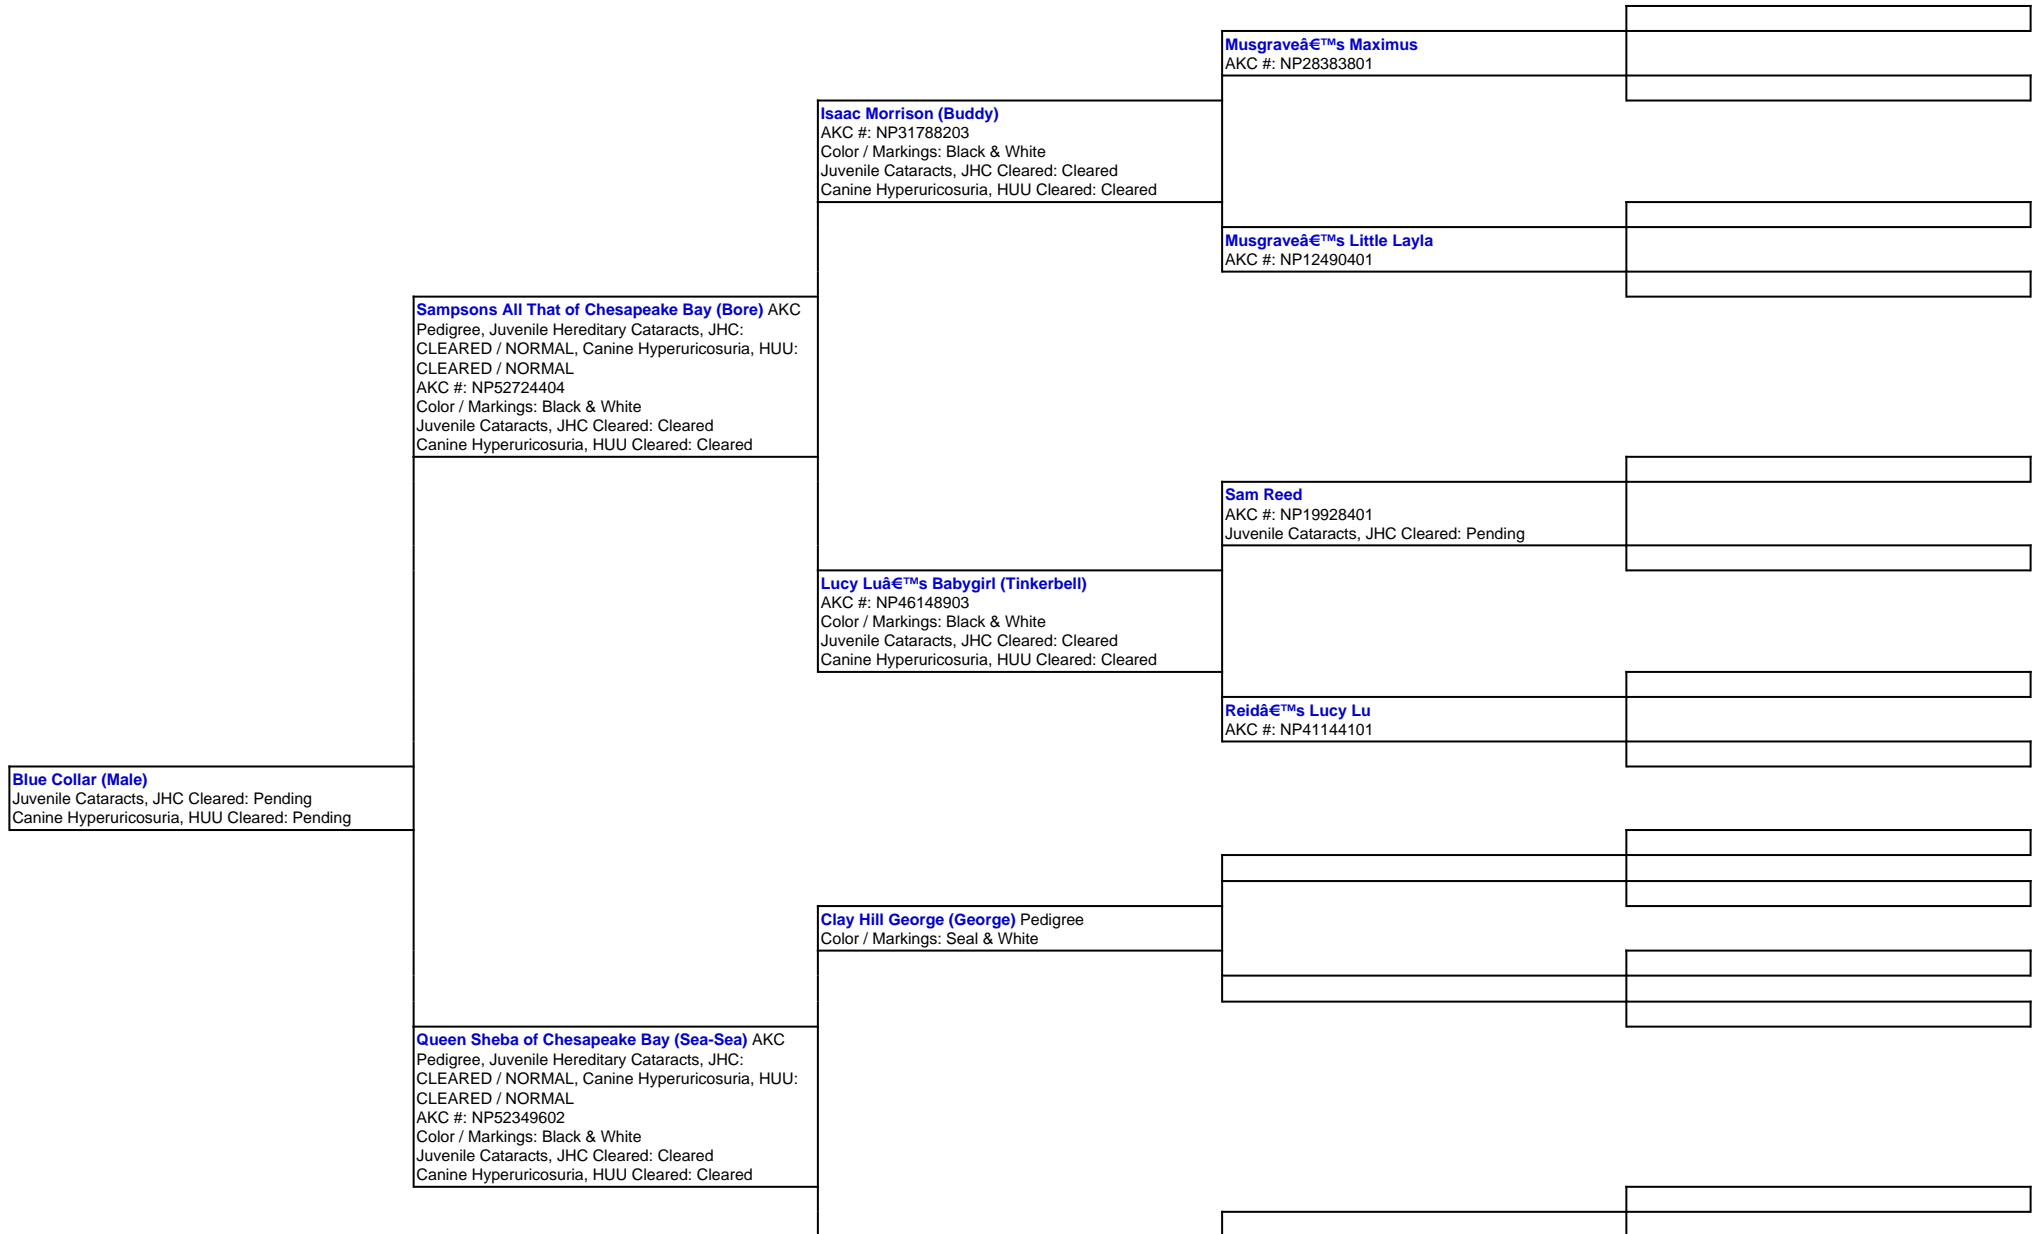 Musgraveâ€™s Maximus
AKC #: NP28383801
Isaac Morrison (Buddy)
AKC #: NP31788203
Color / Markings: Black & White
Juvenile Cataracts, JHC Cleared: Cleared
Canine Hyperuricosuria, HUU Cleared: Cleared
Musgraveâ€™s Little Layla
AKC #: NP12490401
Sampsons All That of Chesapeake Bay (Bore) AKC
Pedigree, Juvenile Hereditary Cataracts, JHC:
CLEARED / NORMAL, Canine Hyperuricosuria, HUU:
CLEARED / NORMAL
AKC #: NP52724404
Color / Markings: Black & White
Juvenile Cataracts, JHC Cleared: Cleared
Canine Hyperuricosuria, HUU Cleared: Cleared
Sam Reed
AKC #: NP19928401
Juvenile Cataracts, JHC Cleared: Pending
Lucy Luâ€™s Babygirl (Tinkerbell)
AKC #: NP46148903
Color / Markings: Black & White
Juvenile Cataracts, JHC Cleared: Cleared
Canine Hyperuricosuria, HUU Cleared: Cleared
Reidâ€™s Lucy Lu
AKC #: NP41144101
Blue Collar (Male)
Juvenile Cataracts, JHC Cleared: Pending
Canine Hyperuricosuria, HUU Cleared: Pending
Clay Hill George (George) Pedigree
Color / Markings: Seal & White
Queen Sheba of Chesapeake Bay (Sea-Sea) AKC
Pedigree, Juvenile Hereditary Cataracts, JHC:
CLEARED / NORMAL, Canine Hyperuricosuria, HUU:
CLEARED / NORMAL
AKC #: NP52349602
Color / Markings: Black & White
Juvenile Cataracts, JHC Cleared: Cleared
Canine Hyperuricosuria, HUU Cleared: Cleared